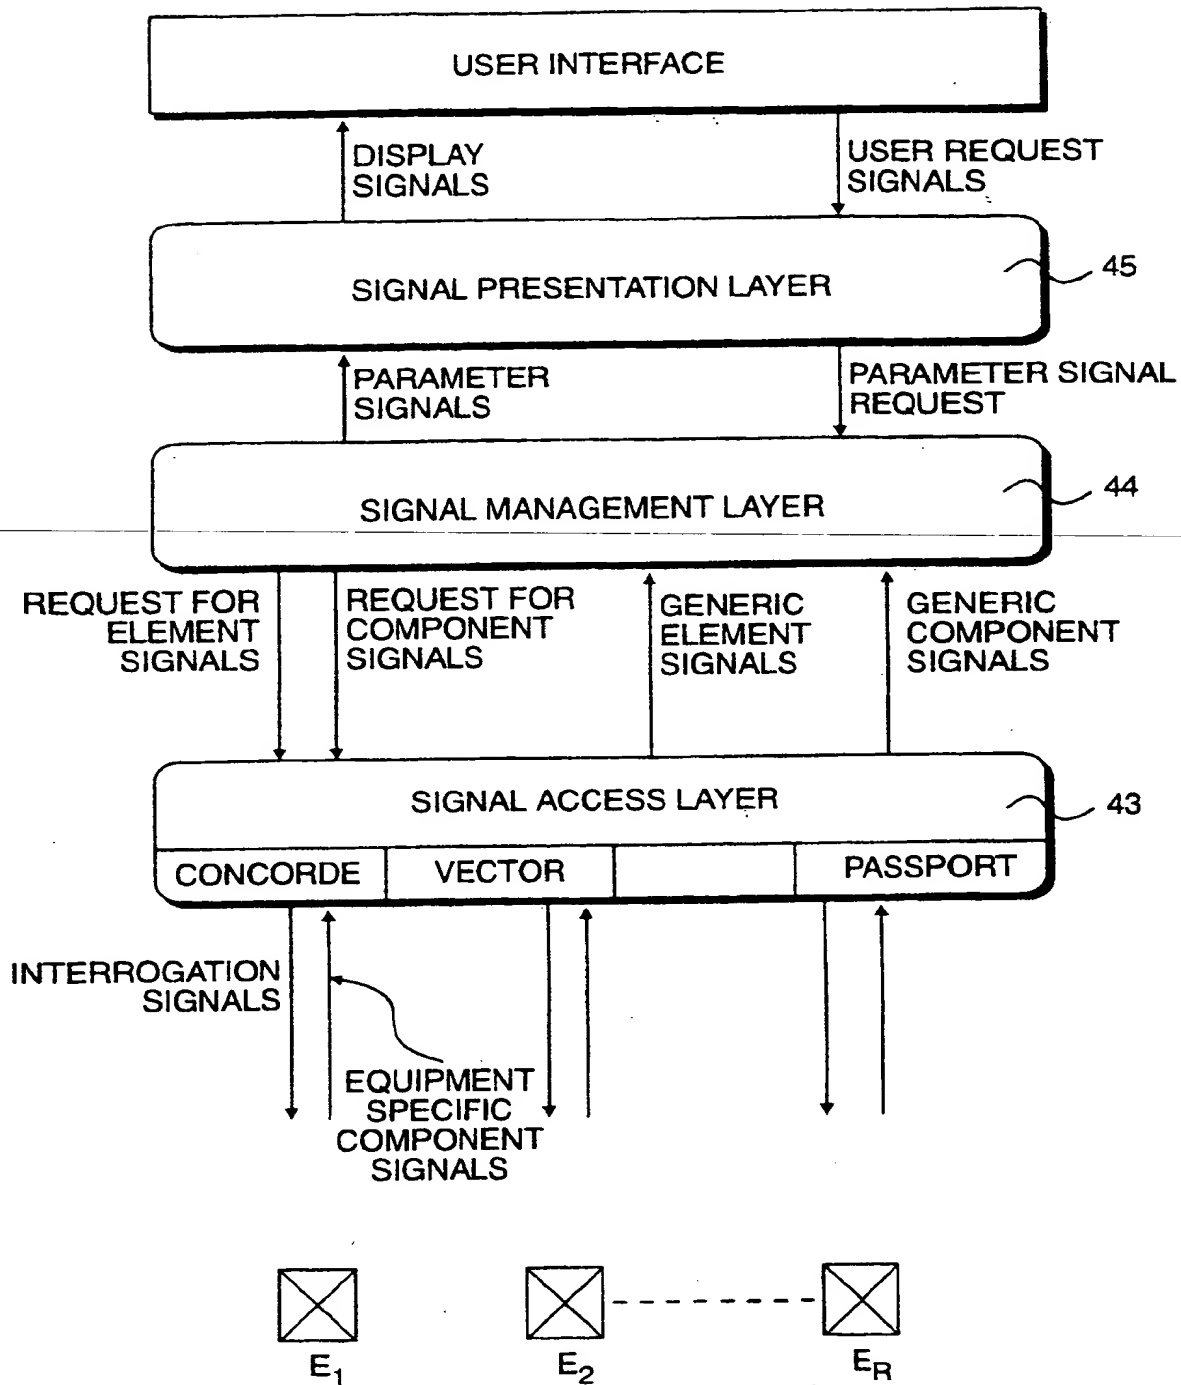 USER INTERFACE
DISPLAY
SIGNALS
USER REQUEST
SIGNALS
SIGNAL PRESENTATION LAYER
45
PARAMETER
SIGNALS
PARAMETER SIGNAL
REQUEST
SIGNAL MANAGEMENT LAYER
44
REQUEST FOR
ELEMENT
SIGNALS
REQUEST FOR
COMPONENT
SIGNALS
GENERIC
ELEMENT
SIGNALS
GENERIC
COMPONENT
SIGNALS
SIGNAL ACCESS LAYER
43
CONCORDE
VECTOR
PASSPORT
INTERROGATION
SIGNALS
EQUIPMENT
SPECIFIC
COMPONENT
SIGNALS
E1
E2
ER